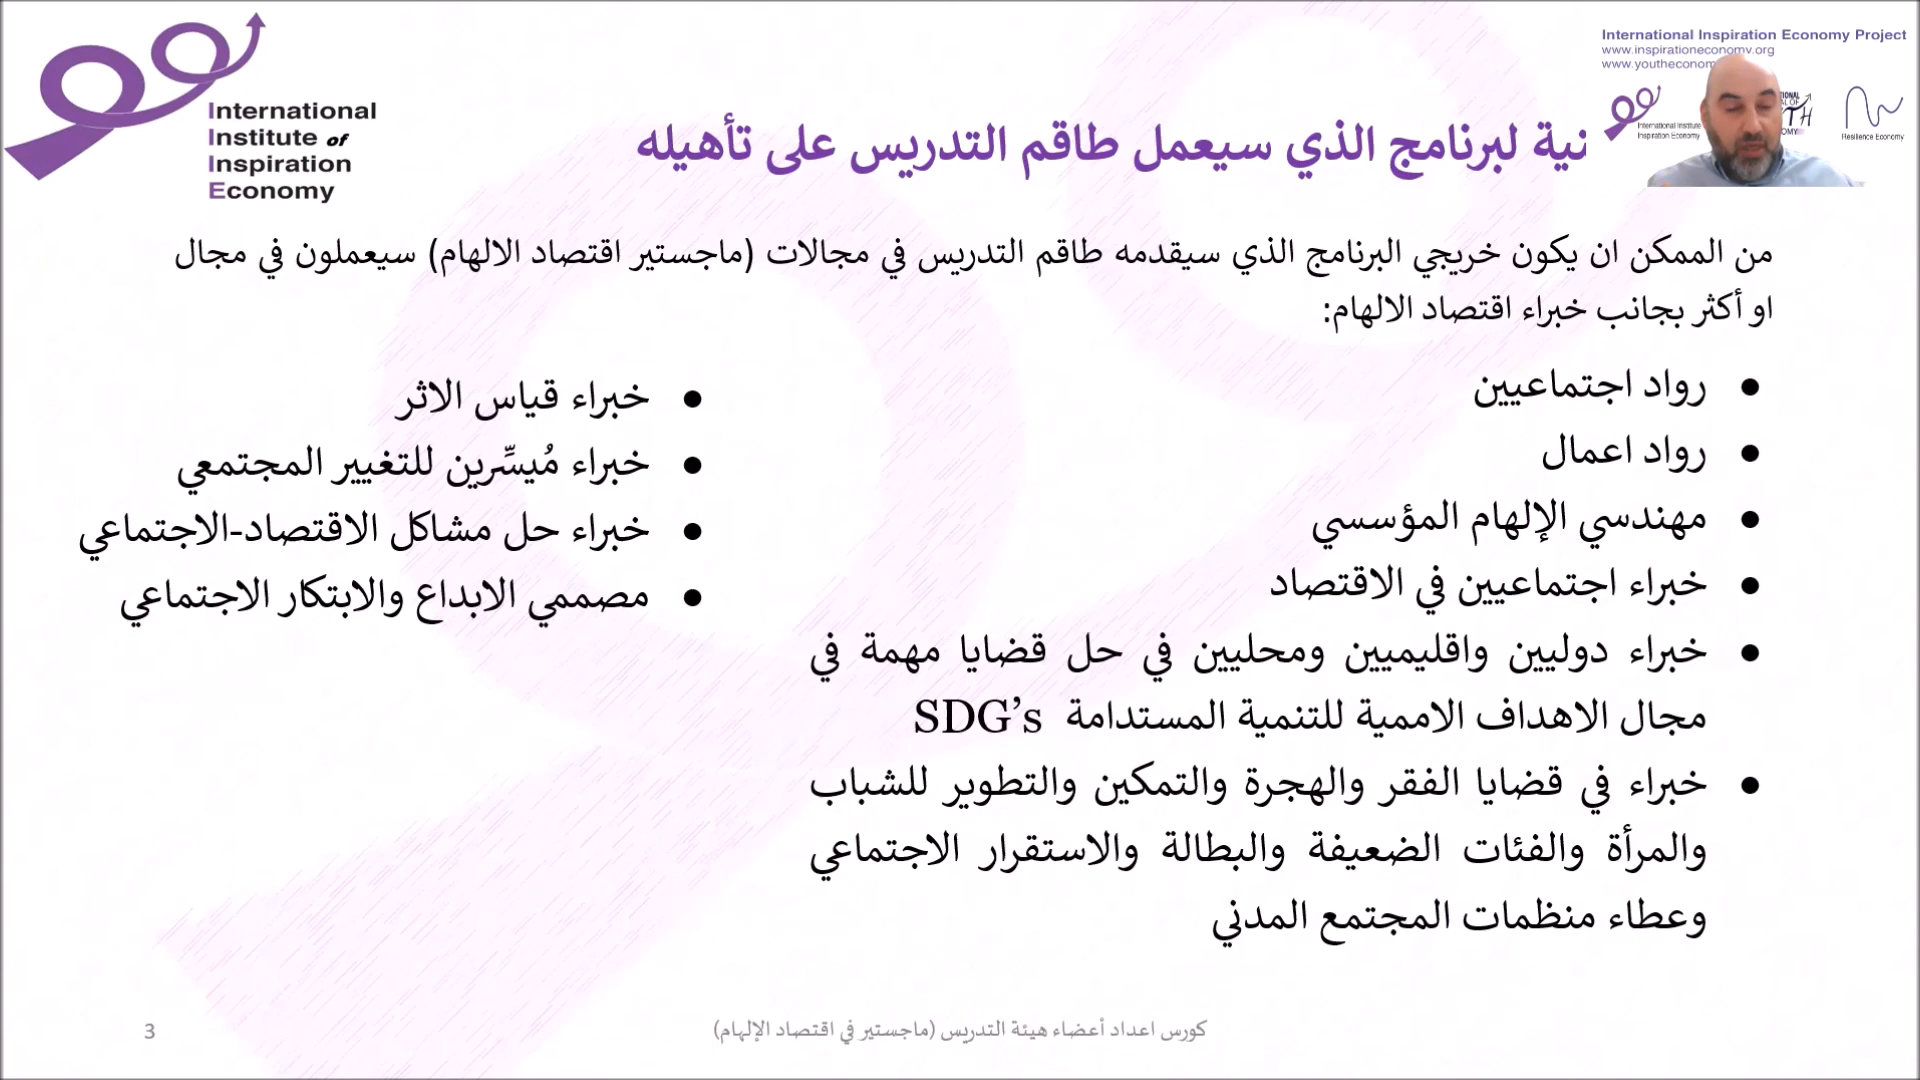 International
Institute of
Inspiration
Economy
International Inspiration Economy Project
www.inspirationeconomy.org
International Institute
Inspiration Economy
Resilience Economy
لبرنامج الذي سيعمل طاقم التدريس على تأهيله
من الممكن ان يكون خريجي البرنامج الذي سيقدمه طاقم التدريس في مجالات (ماجستير اقتصاد الالهام) سيعملون في مجال
او أكثر بجانب خبراء اقتصاد الالهام:
● رواد اجتماعيين
● رواد اعمال
● مهندسي الإلهام المؤسسي
● خبراء اجتماعيين في الاقتصاد
● خبراء دوليين واقليميين ومحليين في حل قضايا مهمة في
مجال الاهداف الاممية للتنمية المستدامة SDG’s
● خبراء في قضايا الفقر والهجرة والتمكين والتطوير للشباب
والمرأة والفئات الضعيفة والبطالة والاستقرار الاجتماعي
وعطاء منظمات المجتمع المدني
● خبراء قياس الاثر
● خبراء مُيسِّرين للتغيير المجتمعي
● خبراء حل مشاكل الاقتصاد-الاجتماعي
● مصممي الابداع والابتكار الاجتماعي
كورس اعداد أعضاء هيئة التدريس (ماجستير في اقتصاد الإلهام)
3